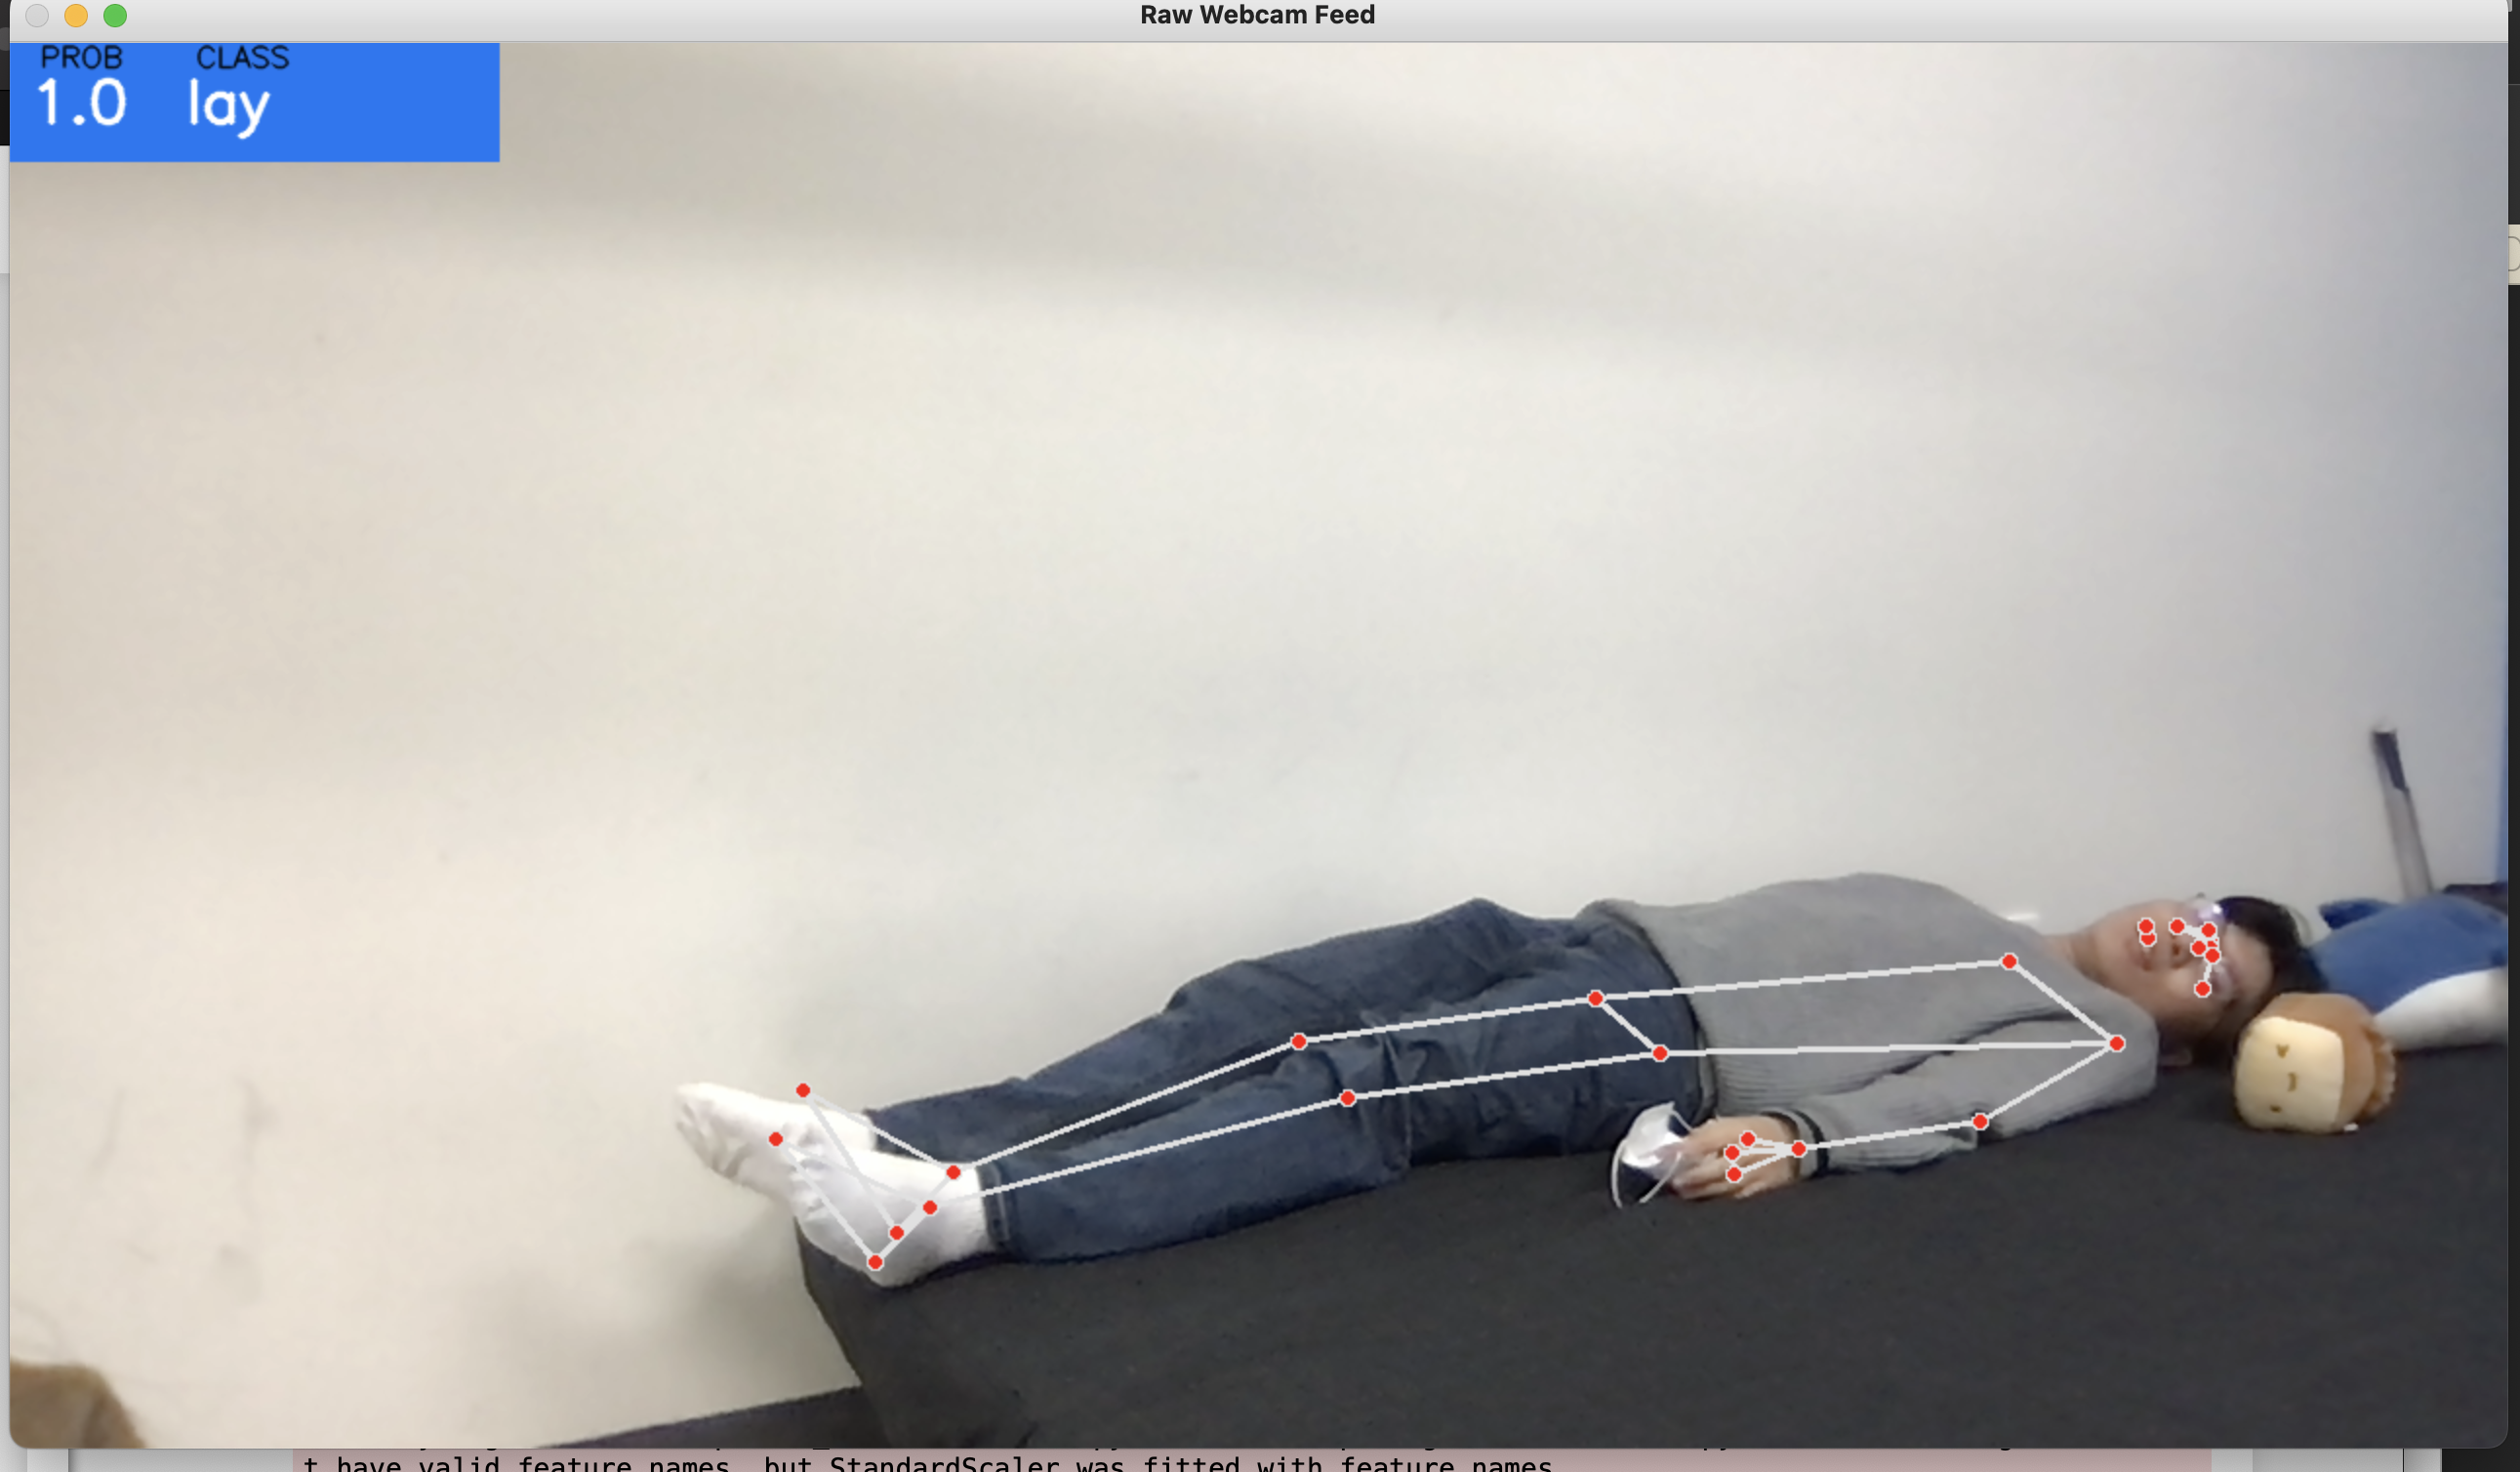 Raw Webcam Feed
PROB CLASS
1.0 lay
t have valid feature names, but StandardScaler was fitted with feature names